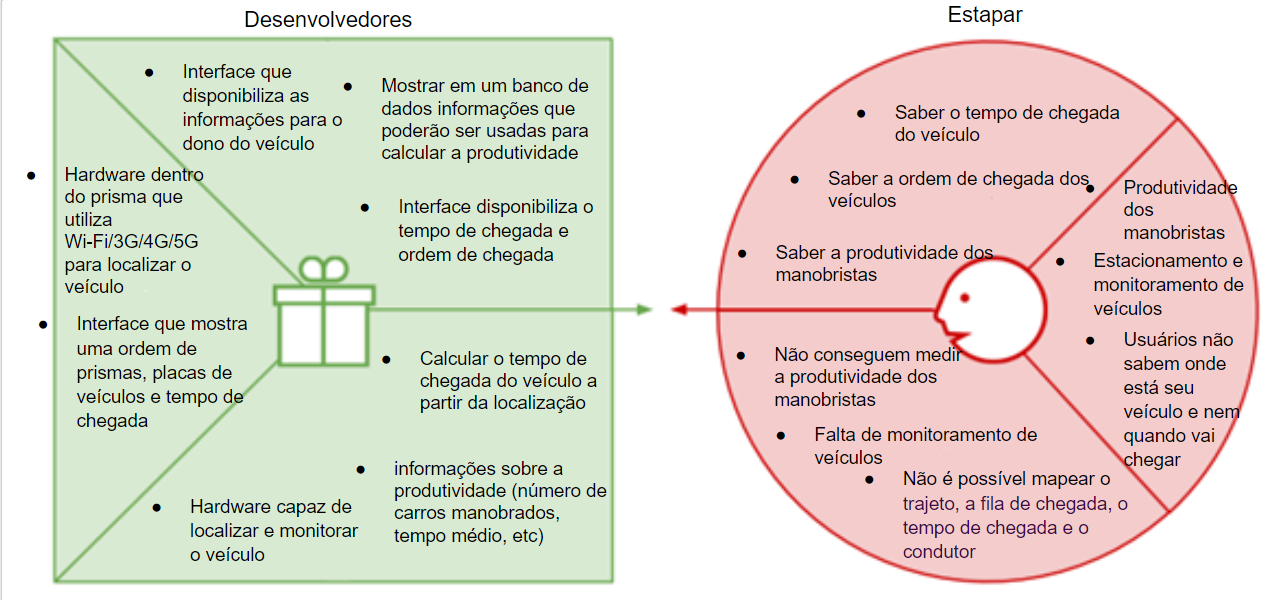 Desenvolvedores
● Interface que
disponibiliza as
informações para o
dono do veículo
● Mostrar em um banco de
dados informações que
poderão ser usadas para
calcular a produtividade
● Hardware dentro
do prisma que
utiliza
Wi-Fi/3G/4G/5G
para localizar o
veículo
● Interface disponibiliza o
tempo de chegada e
ordem de chegada
● Interface que mostra
uma ordem de
prismas, placas de
veículos e tempo de
chegada
● Calcular o tempo de
chegada do veículo a
partir da localização
● informações sobre a
produtividade (número de
carros manobrados,
tempo médio, etc)
● Hardware capaz de
localizar e monitorar
o veículo
Estapar
● Saber o tempo de chegada
do veículo
● Saber a ordem de chegada dos
veículos
● Saber a produtividade dos
manobristas
● Produtividade
dos
manobristas
● Estacionamento e
monitoramento de
veículos
● Usuários não
sabem onde
está seu
veículo e nem
quando vai
chegar
● Não conseguem medir
a produtividade dos
manobristas
● Falta de monitoramento de
veículos
● Não é possível mapear o
trajeto, a fila de chegada, o
tempo de chegada e o
condutor